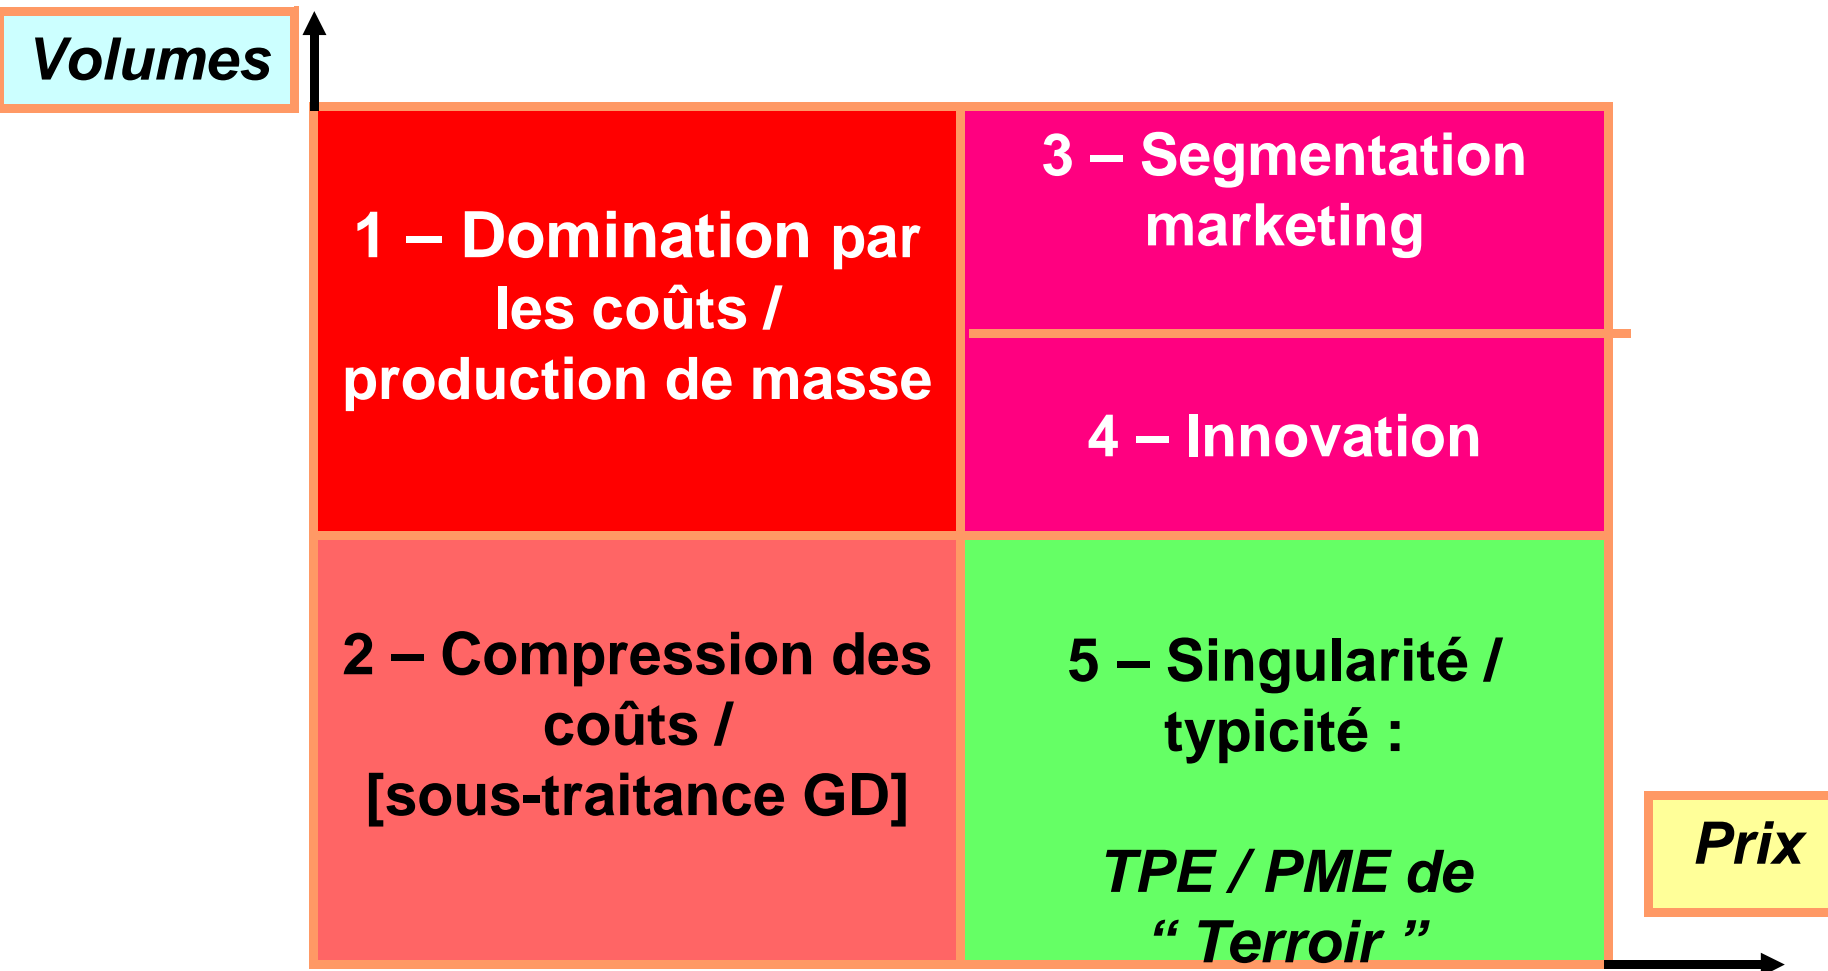 Volumes
1 – Domination par
les coûts /
production de masse
3 – Segmentation
marketing
4 – Innovation
2 – Compression des
coûts /
[sous-traitance GD]
5 – Singularité /
typicité :
TPE / PME de
“ Terroir ”
Prix